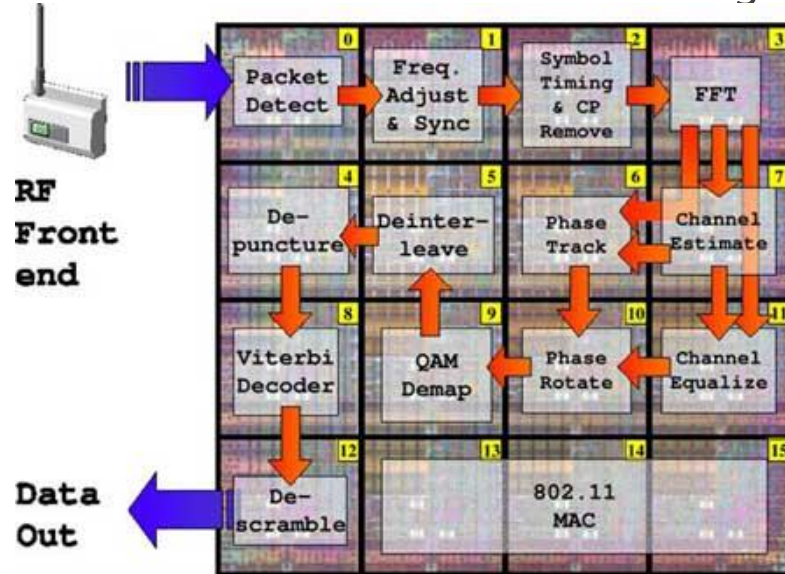 0
Packet
Detect
1
Freq.
Adjust
& Sync
2
Symbol
Timing
& CP
Remove
3
FFT
RF
Front
end
4
De-
puncture
5
Deinter-
leave
6
Phase
Track
7
Channel
Estimate
8
Viterbi
Decoder
9
QAM
Demap
10
Phase
Rotate
11
Channel
Equalize
Data
Out
12
De-
scramble
13
14
15
802.11
MAC